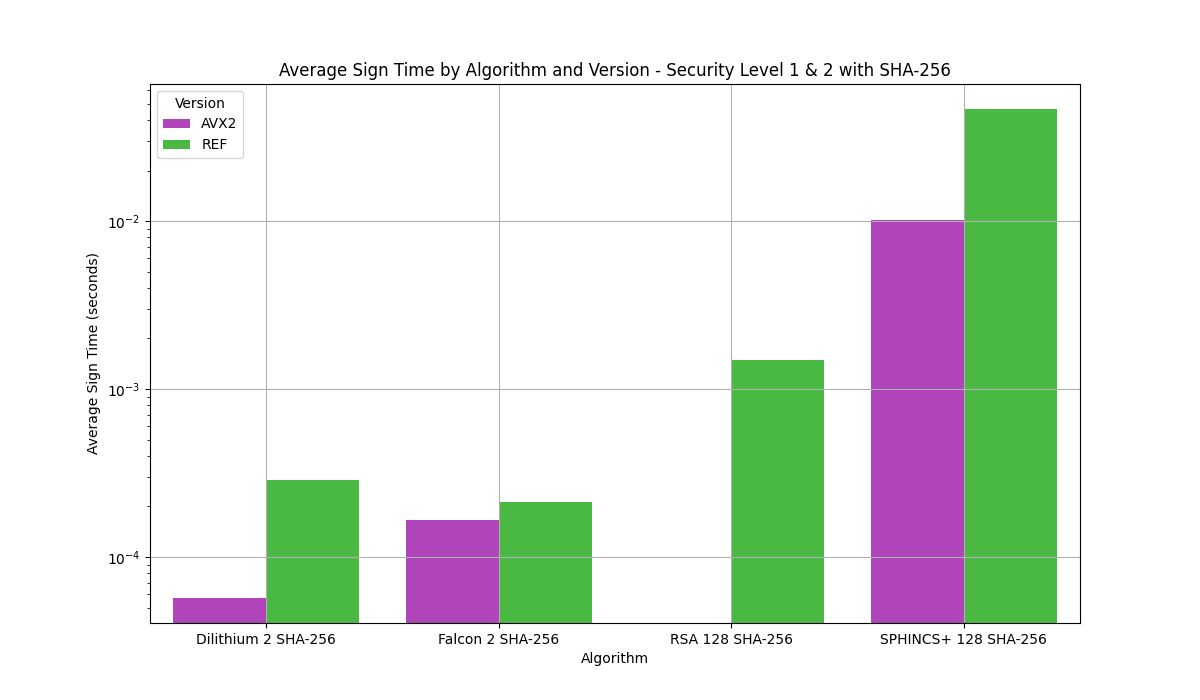 Average Sign Time by Algorithm and Version - Security Level 1 & 2 with SHA-256
Version
AVX2
REF
Average Sign Time (seconds)
10⁻²
10⁻³
10⁻⁴
Dilithium 2 SHA-256
Falcon 2 SHA-256
RSA 128 SHA-256
SPHINCS+ 128 SHA-256
Algorithm